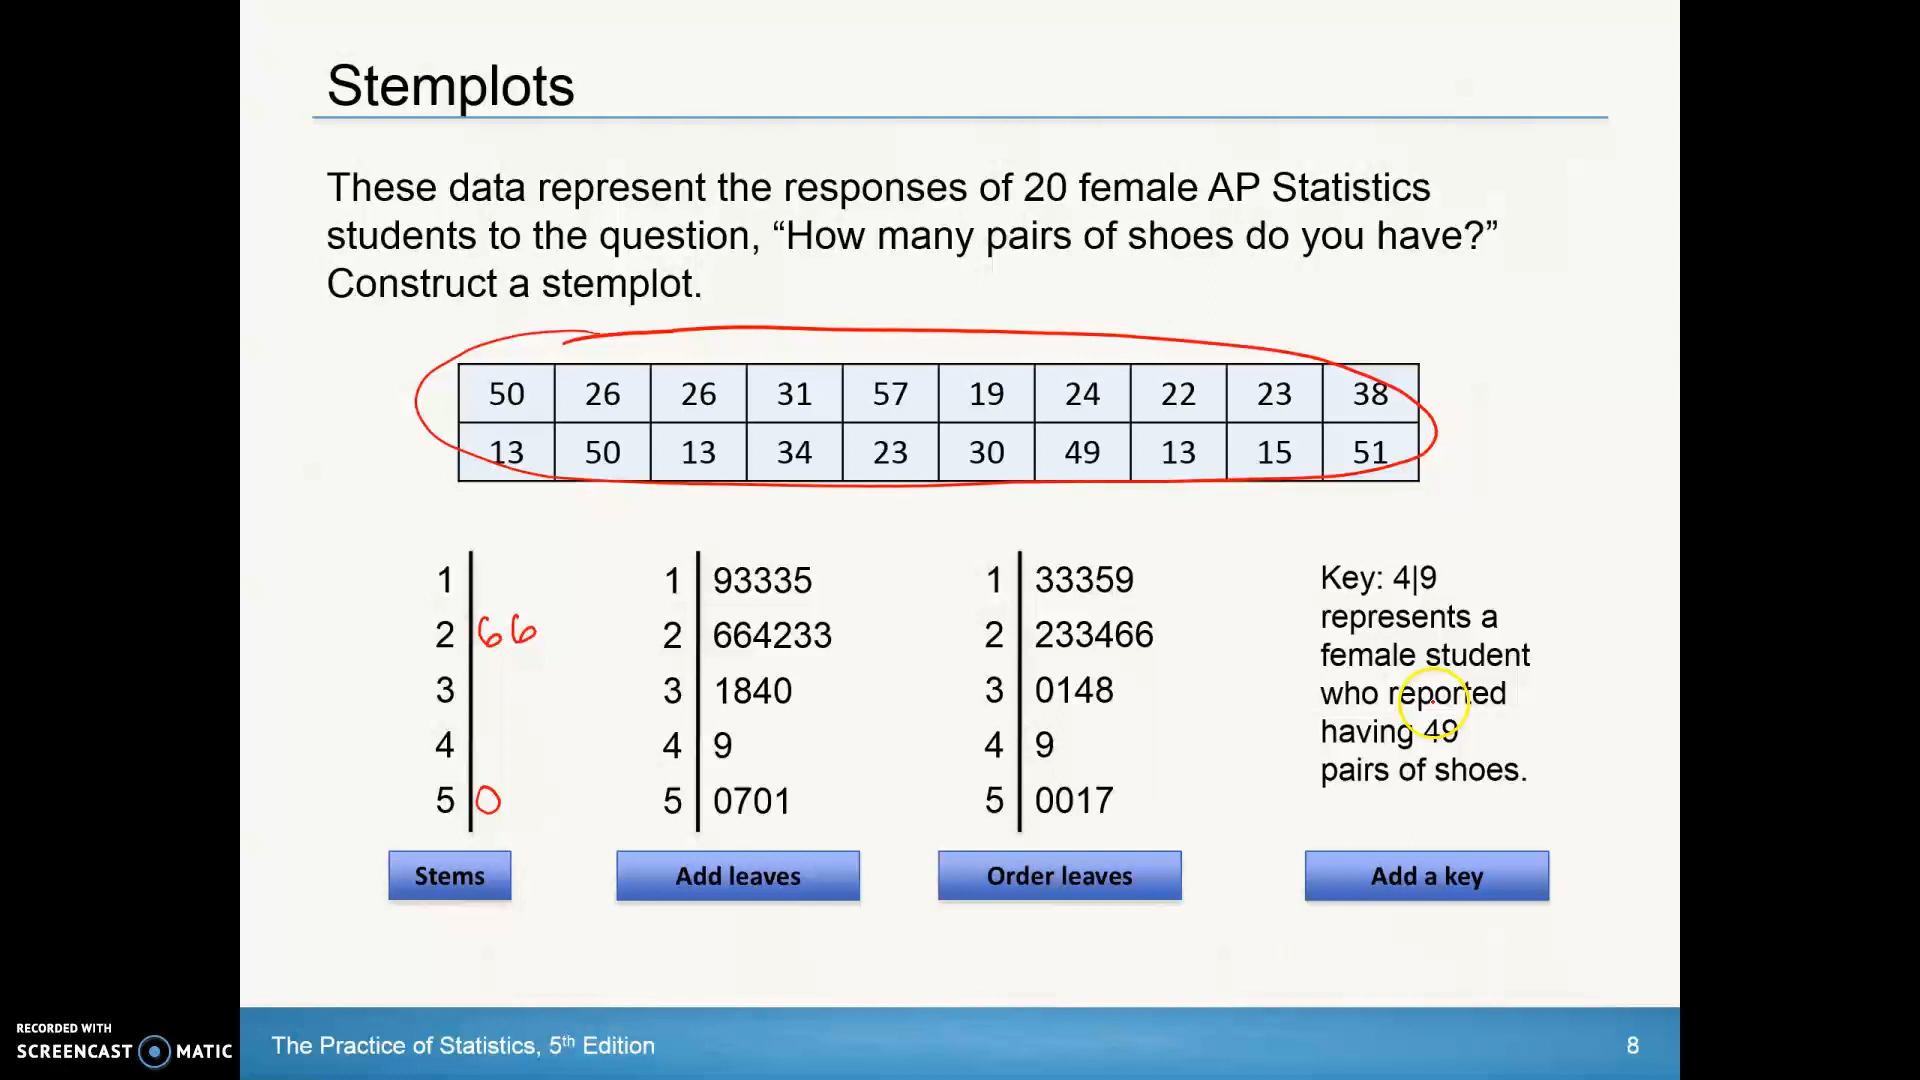 Stemplots
These data represent the responses of 20 female AP Statistics
students to the question, “How many pairs of shoes do you have?”
Construct a stemplot.
50 26 26 31 57 19 24 22 23 38
13 50 13 34 23 30 49 13 15 51
1
2 66
3
4
5 0
Stems
1 93335
2 664233
3 1840
4 9
5 0701
Add leaves
1 33359
2 233466
3 0148
4 9
5 0017
Order leaves
Key: 4|9
represents a
female student
who reported
having 49
pairs of shoes.
Add a key
RECORDED WITH
SCREENCAST MATIC
The Practice of Statistics, 5th Edition
8